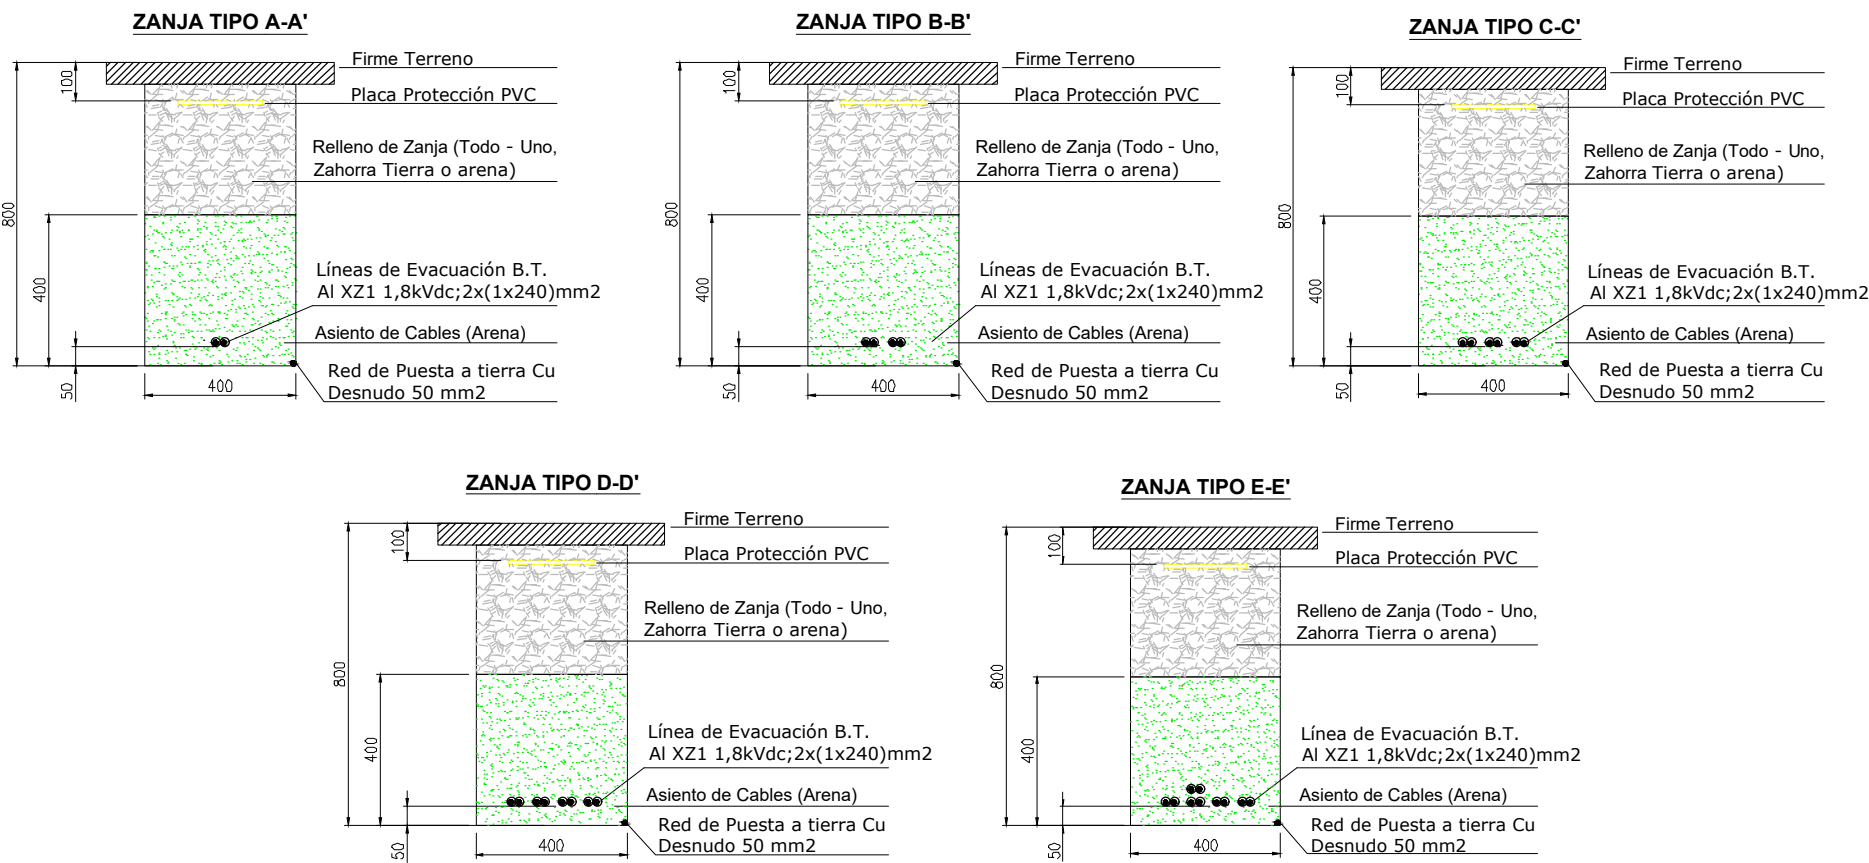 ZANJA TIPO A-A'
Firme Terreno
100
Placa Protección PVC
Relleno de Zanja (Todo - Uno,
Zahorra Tierra o arena)
800
400
Líneas de Evacuación B.T.
Al XZ1 1,8kVdc;2x(1x240)mm2
Asiento de Cables (Arena)
Red de Puesta a tierra Cu
Desnudo 50 mm2
50
400
ZANJA TIPO B-B'
Firme Terreno
100
Placa Protección PVC
Relleno de Zanja (Todo - Uno,
Zahorra Tierra o arena)
800
400
Líneas de Evacuación B.T.
Al XZ1 1,8kVdc;2x(1x240)mm2
Asiento de Cables (Arena)
Red de Puesta a tierra Cu
Desnudo 50 mm2
50
400
ZANJA TIPO C-C'
Firme Terreno
100
Placa Protección PVC
Relleno de Zanja (Todo - Uno,
Zahorra Tierra o arena)
800
400
Líneas de Evacuación B.T.
Al XZ1 1,8kVdc;2x(1x240)mm2
Asiento de Cables (Arena)
Red de Puesta a tierra Cu
Desnudo 50 mm2
50
400
ZANJA TIPO D-D'
Firme Terreno
100
Placa Protección PVC
Relleno de Zanja (Todo - Uno,
Zahorra Tierra o arena)
800
400
Línea de Evacuación B.T.
Al XZ1 1,8kVdc;2x(1x240)mm2
Asiento de Cables (Arena)
Red de Puesta a tierra Cu
Desnudo 50 mm2
50
400
ZANJA TIPO E-E'
Firme Terreno
100
Placa Protección PVC
Relleno de Zanja (Todo - Uno,
Zahorra Tierra o arena)
800
400
Línea de Evacuación B.T.
Al XZ1 1,8kVdc;2x(1x240)mm2
Asiento de Cables (Arena)
Red de Puesta a tierra Cu
Desnudo 50 mm2
50
400